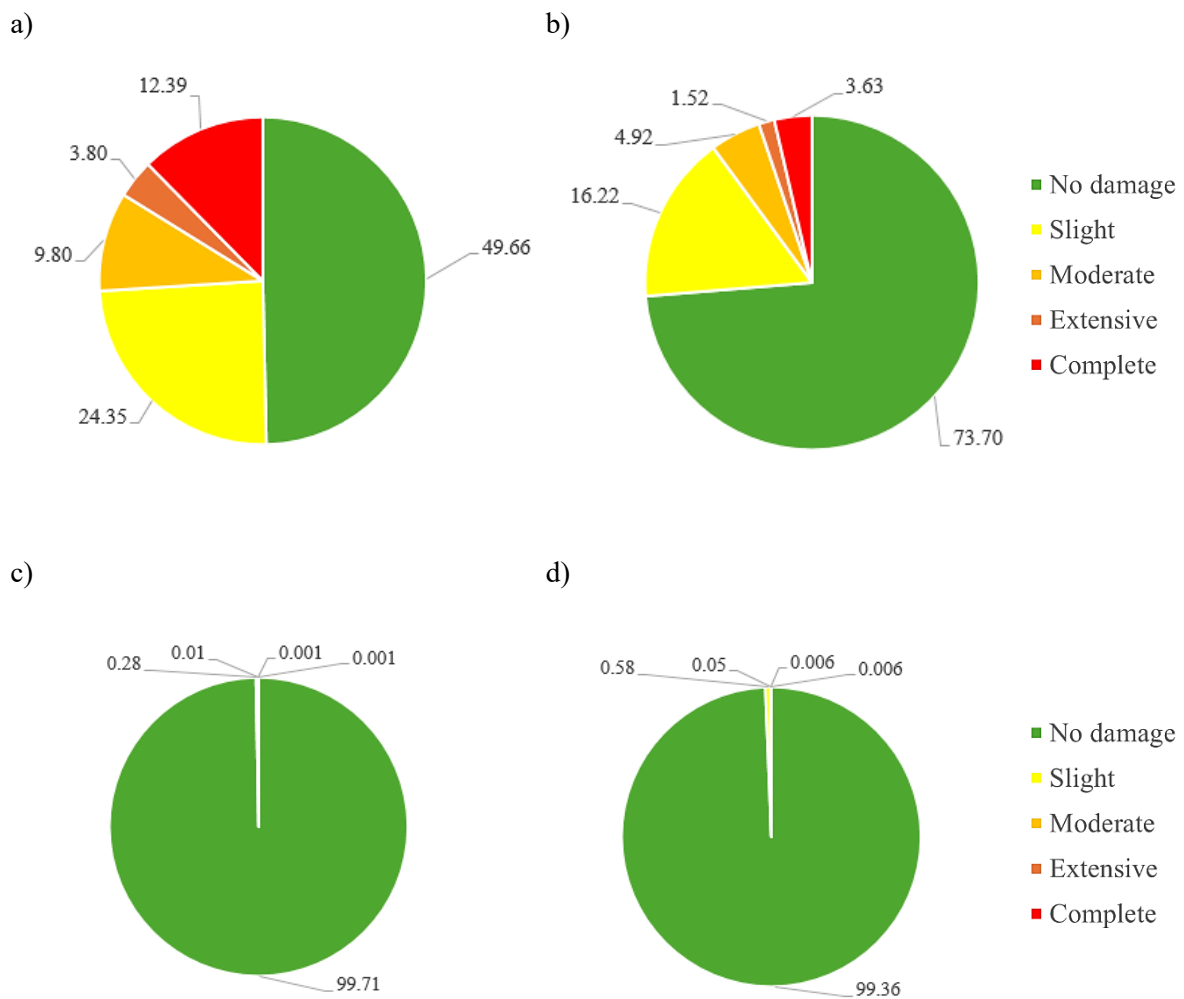 a)
b)
12.39
3.80
9.80
24.35
49.66
1.52
3.63
4.92
16.22
73.70
No damage
Slight
Moderate
Extensive
Complete
c)
d)
0.28
0.01
0.001
0.001
99.71
0.58
0.05
0.006
0.006
99.36
No damage
Slight
Moderate
Extensive
Complete